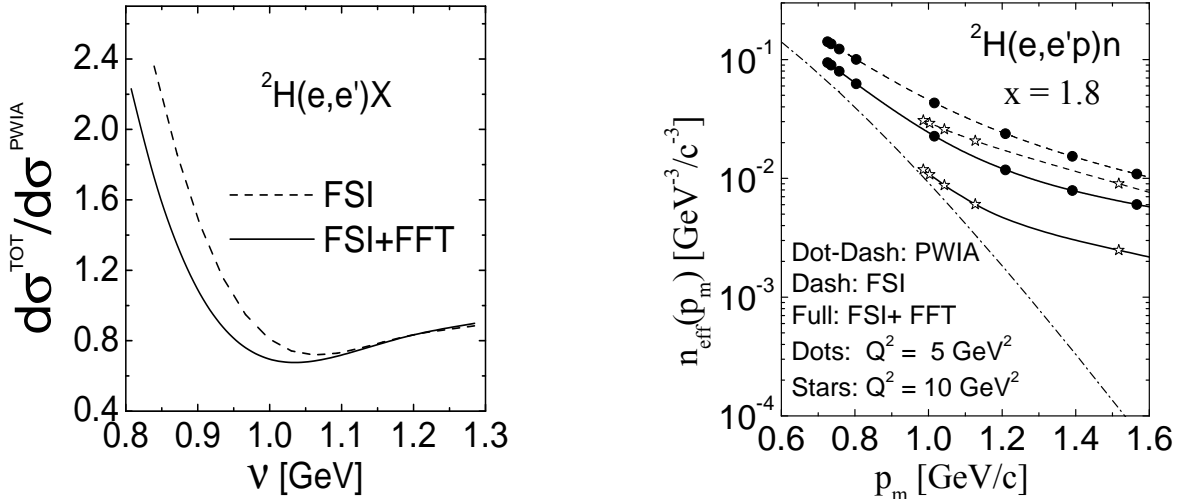 2.4
2.0
1.6
1.2
0.8
0.4
dσ^TOT/dσ^PWIA
²H(e,e')X
FSI
FSI+FFT
0.8 0.9 1.0 1.1 1.2 1.3
ν [GeV]
10⁻¹
10⁻²
10⁻³
10⁻⁴
n_eff(p_m) [GeV⁻³/c⁻³]
²H(e,e'p)n
x = 1.8
Dot-Dash: PWIA
Dash: FSI
Full: FSI+ FFT
Dots: Q² = 5 GeV²
Stars: Q² = 10 GeV²
0.6 0.8 1.0 1.2 1.4 1.6
p_m [GeV/c]